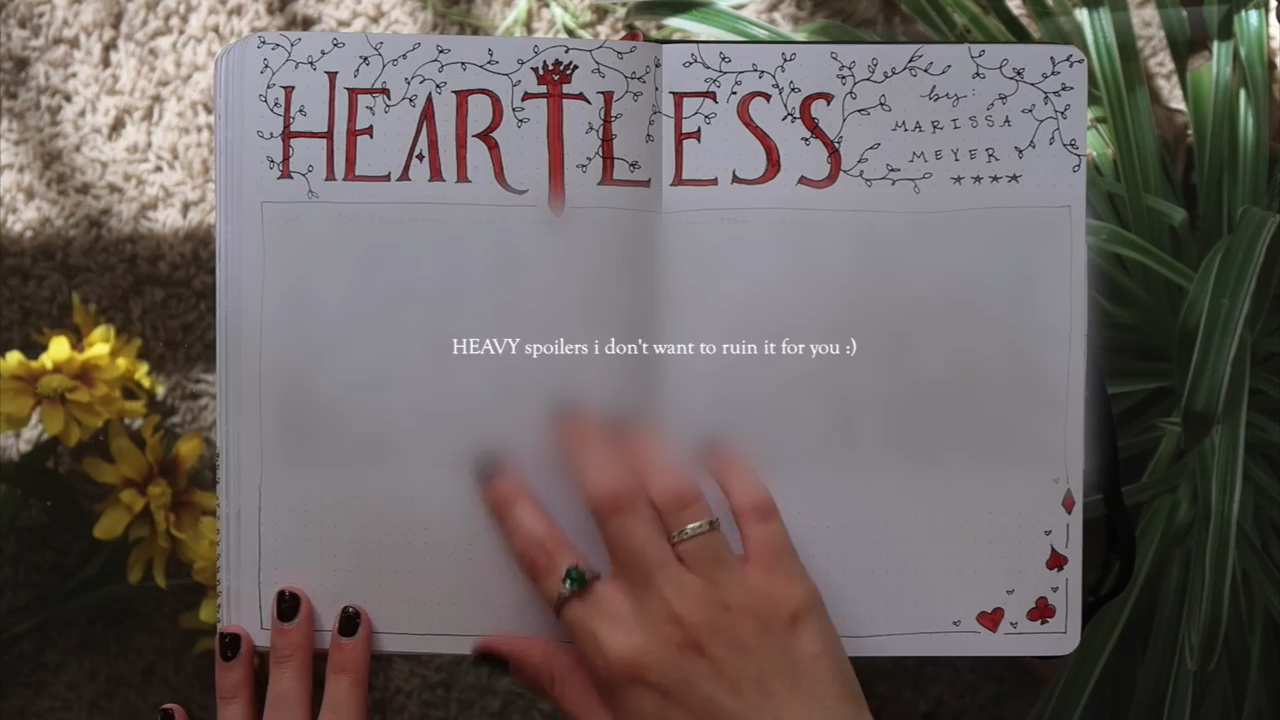 HEARTLESS
by:
MARISSA
MEYER
****
HEAVY spoilers i don't want to ruin it for you :)